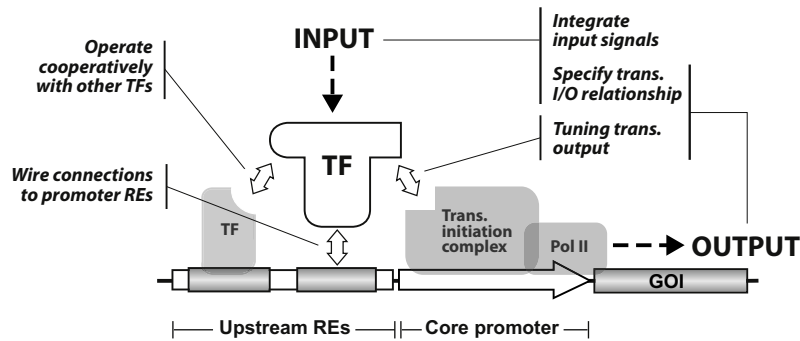 Operate
cooperatively
with other TFs
INPUT
Integrate
input signals
Specify trans.
I/O relationship
Tuning trans.
output
Wire connections
to promoter REs
TF
TF
Trans.
initiation
complex
Pol II
OUTPUT
GOI
Upstream REs
Core promoter